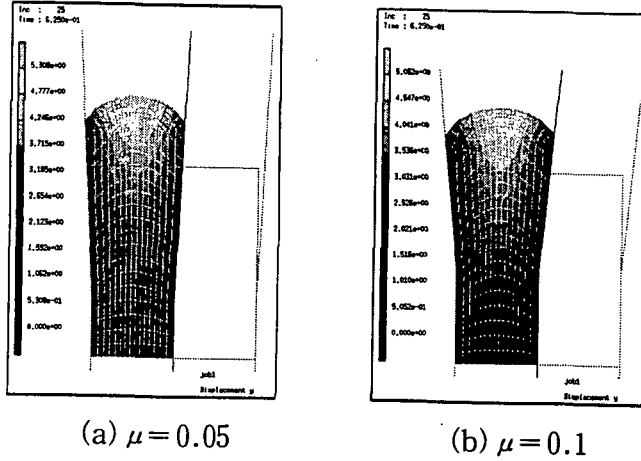 Inc : 25
Time : 6.250e-01
5.308e+00
4.777e+00
4.246e+00
3.715e+00
3.185e+00
2.654e+00
2.123e+00
1.592e+00
1.062e+00
5.308e-01
0.000e+00
job1
Displacement y
(a) μ=0.05
Inc : 25
Time : 6.250e-01
5.052e+00
4.547e+00
4.041e+00
3.536e+00
3.031e+00
2.526e+00
2.021e+00
1.516e+00
1.010e+00
5.052e-01
0.000e+00
job1
Displacement y
(b) μ=0.1